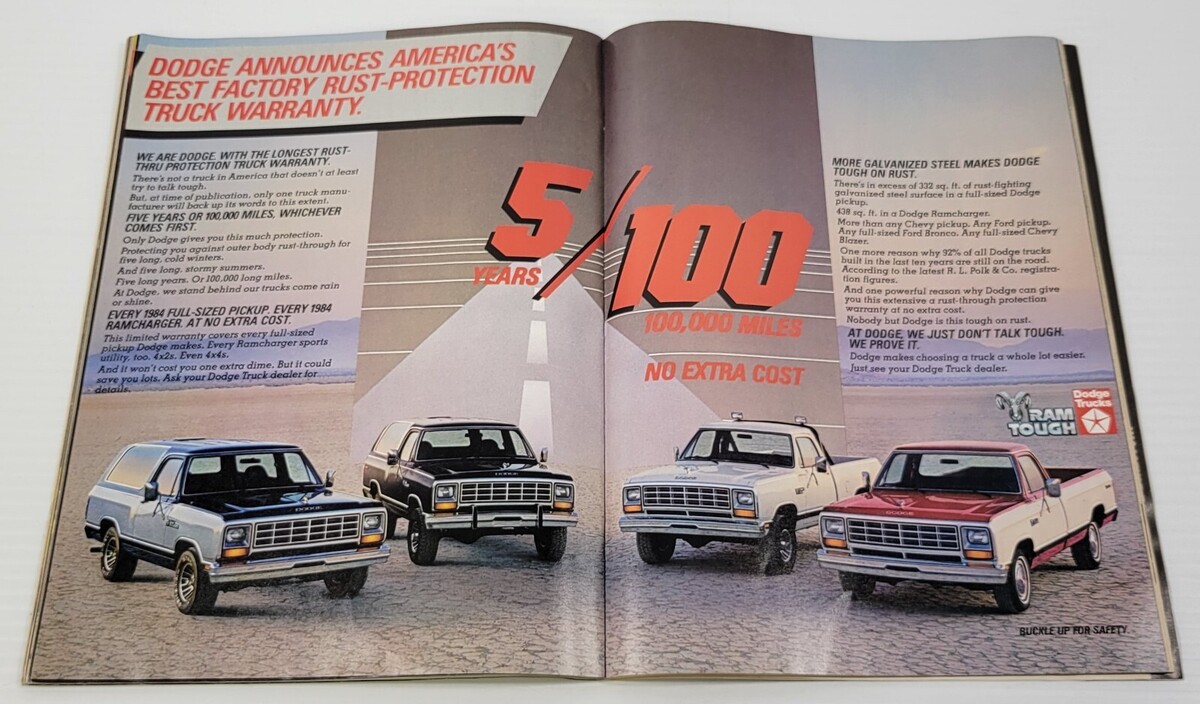 DODGE ANNOUNCES AMERICA'S
BEST FACTORY RUST-PROTECTION
TRUCK WARRANTY.
WE ARE DODGE. WITH THE LONGEST RUST-
THRU PROTECTION TRUCK WARRANTY.
There's not a truck in America that doesn't at least
try to talk tough.
But, at time of publication, only one truck manu-
facturer will back up its words to this extent.
FIVE YEARS OR 100,000 MILES, WHICHEVER
COMES FIRST.
Only Dodge gives you this much protection.
Protecting you against outer body rust-through for
five long, cold winters.
And five long, stormy summers.
Five long years. Or 100,000 long miles.
At Dodge, we stand behind our trucks come rain
or shine.
EVERY 1984 FULL-SIZED PICKUP. EVERY 1984
RAMCHARGER. AT NO EXTRA COST.
This limited warranty covers every full-sized
pickup Dodge makes. Every Ramcharger sports
utility, too. 4x2s. Even 4x4s.
And it won't cost you one extra dime. But it could
save you lots. Ask your Dodge Truck dealer for
details.
5/100
YEARS
100,000 MILES
NO EXTRA COST
MORE GALVANIZED STEEL MAKES DODGE
TOUGH ON RUST.
There's in excess of 332 sq. ft. of rust-fighting
galvanized steel surface in a full-sized Dodge
pickup.
438 sq. ft. in a Dodge Ramcharger.
More than any Chevy pickup. Any Ford pickup.
Any full-sized Ford Bronco. Any full-sized Chevy
Blazer.
One more reason why 92% of all Dodge trucks
built in the last ten years are still on the road.
According to the latest R. L. Polk & Co. registra-
tion figures.
And one powerful reason why Dodge can give
you this extensive a rust-through protection
warranty at no extra cost.
Nobody but Dodge is this tough on rust.
AT DODGE, WE JUST DON'T TALK TOUGH.
WE PROVE IT.
Dodge makes choosing a truck a whole lot easier.
Just see your Dodge Truck dealer.
RAM
TOUGH
Dodge
Trucks
DODGE
DODGE
DODGE
DODGE
BUCKLE UP FOR SAFETY.